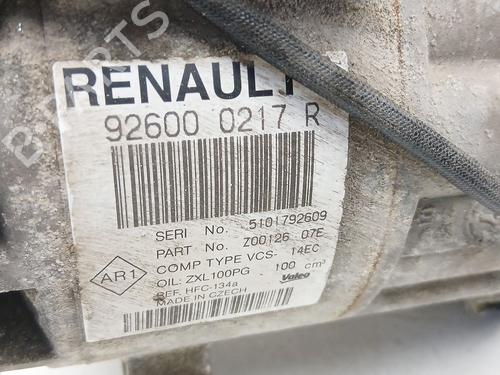 RENAULT
92600 0217 R
SERI No. 5101792609
PART No. Z00126 07E
COMP TYPE VCS- 14EC
OIL: ZXL100PG 100 cm³
REF. HFC-134a
MADE IN CZECH
AR1
Valeo
B PARTS